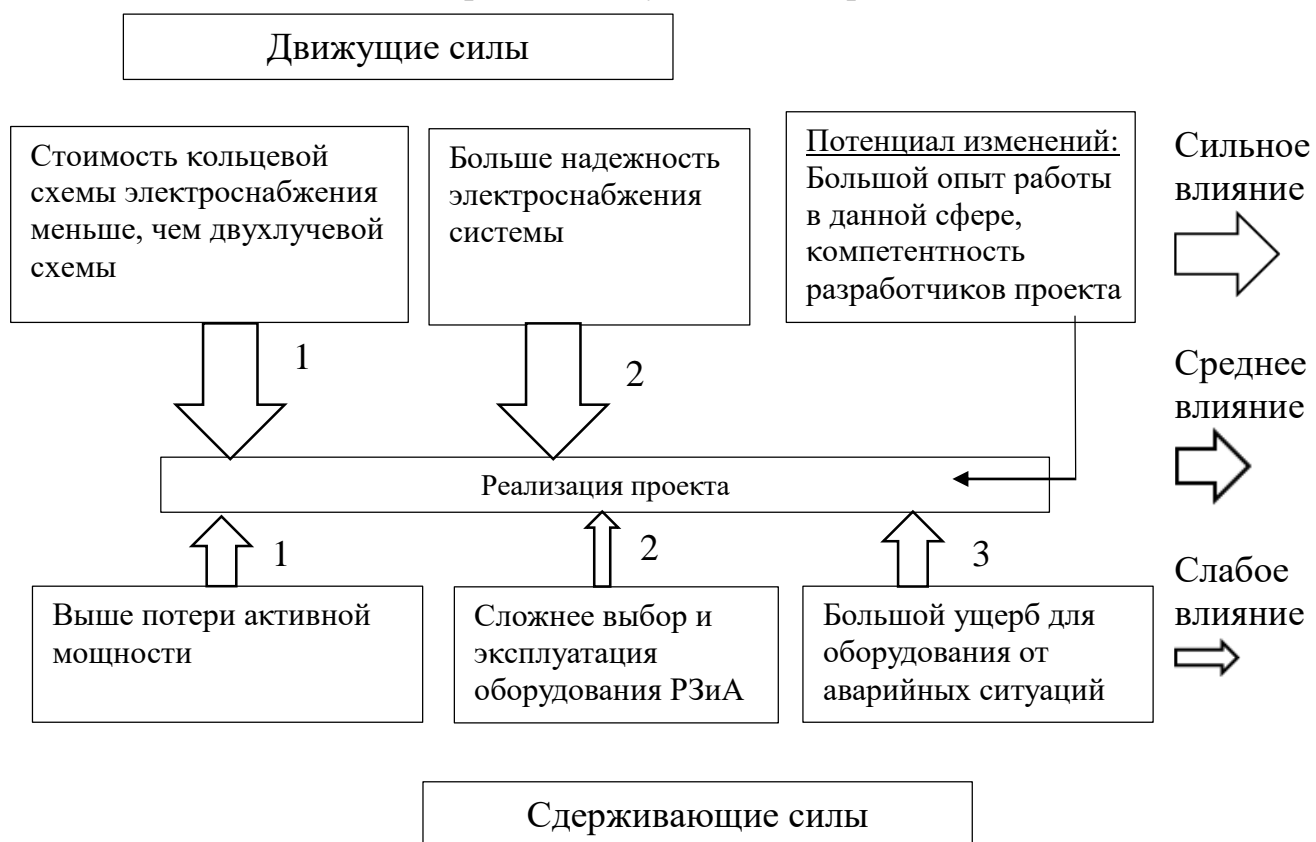 Движущие силы
Стоимость кольцевой
схемы электроснабжения
меньше, чем двухлучевой
схемы
Больше надежность
электроснабжения
системы
Потенциал изменений:
Большой опыт работы
в данной сфере,
компетентность
разработчиков проекта
Сильное
влияние
1
2
Среднее
влияние
Реализация проекта
1
2
3
Слабое
влияние
Выше потери активной
мощности
Сложнее выбор и
эксплуатация
оборудования РЗиА
Большой ущерб для
оборудования от
аварийных ситуаций
Сдерживающие силы